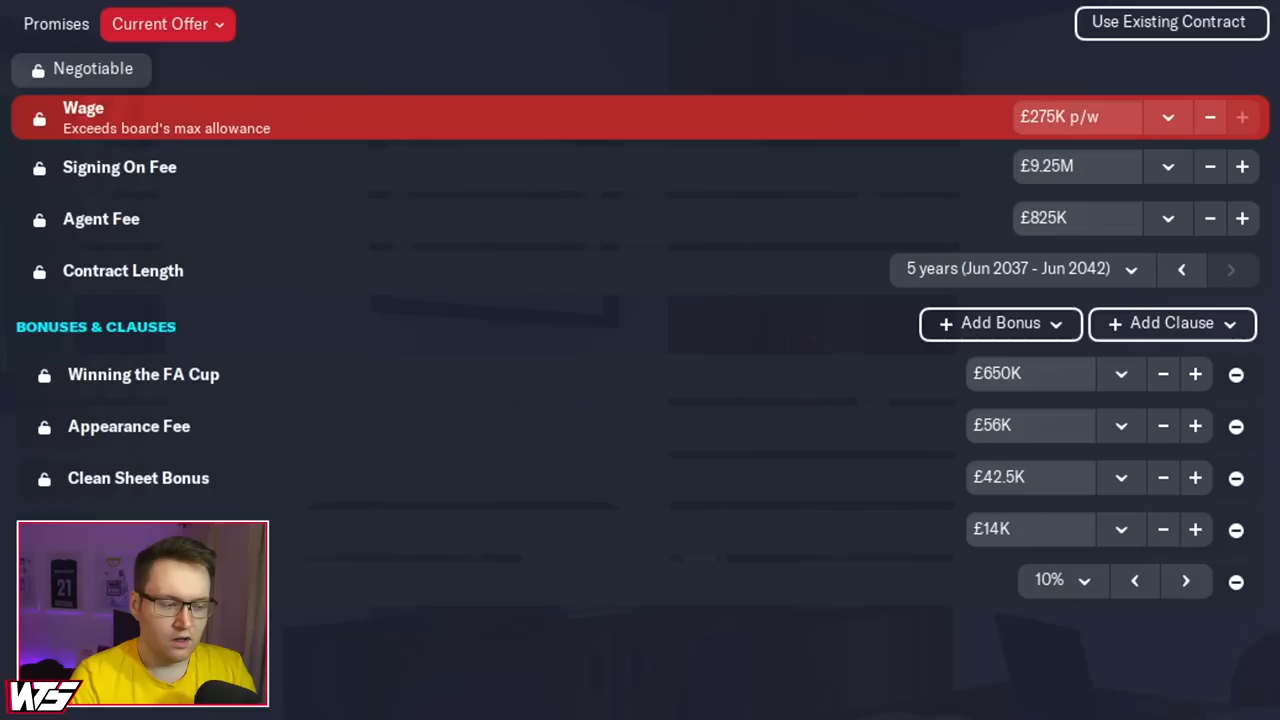 Promises
Current Offer
Use Existing Contract
Negotiable
Wage
Exceeds board's max allowance
£275K p/w
Signing On Fee
£9.25M
Agent Fee
£825K
Contract Length
5 years (Jun 2037 - Jun 2042)
BONUSES & CLAUSES
+ Add Bonus
+ Add Clause
Winning the FA Cup
£650K
Appearance Fee
£56K
Clean Sheet Bonus
£42.5K
£14K
10%
21
WTS